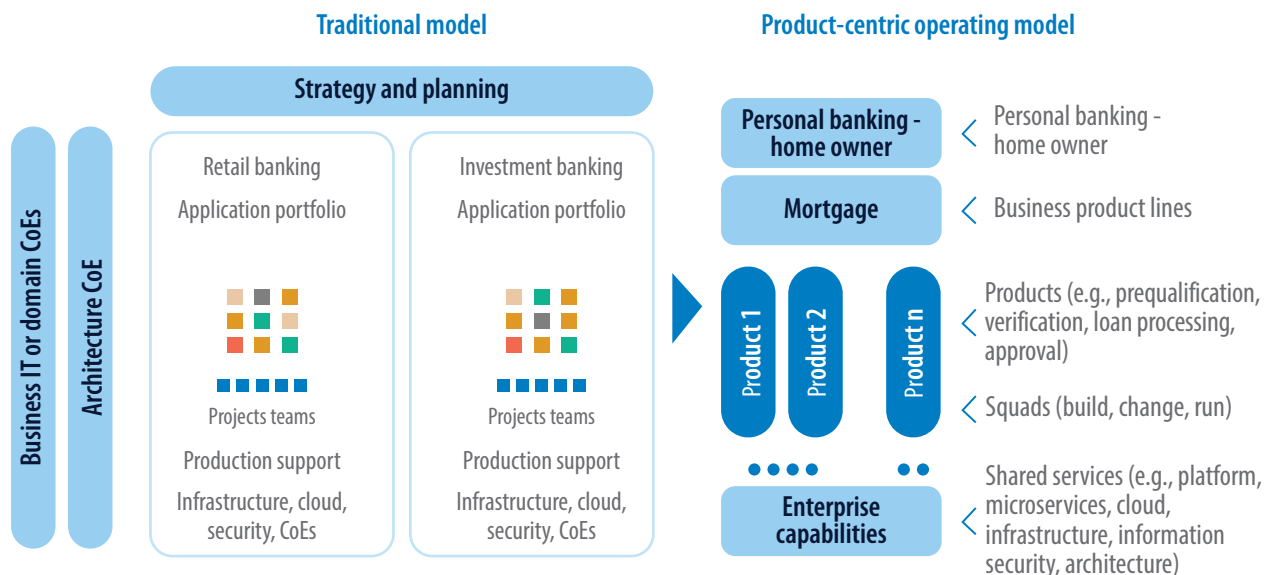 Traditional model
Product-centric operating model
Business IT or domain CoEs
Architecture CoE
Strategy and planning
Retail banking
Application portfolio
Projects teams
Production support
Infrastructure, cloud,
security, CoEs
Investment banking
Application portfolio
Projects teams
Production support
Infrastructure, cloud,
security, CoEs
Personal banking -
home owner
Personal banking -
home owner
Mortgage
Business product lines
Product 1
Product 2
Product n
Products (e.g., prequalification,
verification, loan processing,
approval)
Squads (build, change, run)
Enterprise
capabilities
Shared services (e.g., platform,
microservices, cloud,
infrastructure, information
security, architecture)